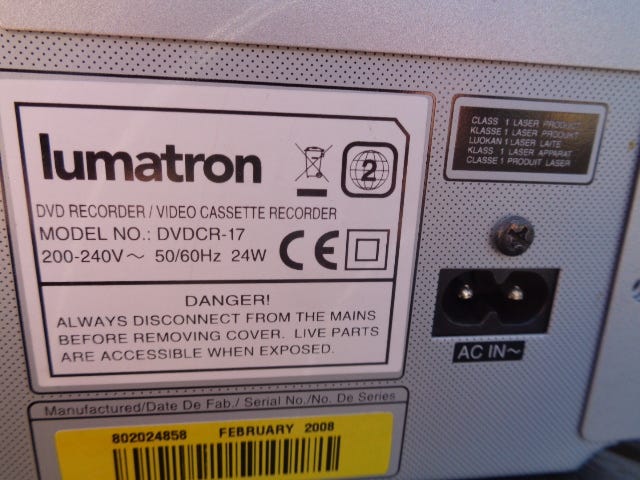 lumatron
2
DVD RECORDER / VIDEO CASSETTE RECORDER
MODEL NO.: DVDCR-17
200-240V~ 50/60Hz 24W CE
DANGER!
ALWAYS DISCONNECT FROM THE MAINS
BEFORE REMOVING COVER. LIVE PARTS
ARE ACCESSIBLE WHEN EXPOSED.
CLASS 1 LASER PRODUCT
KLASSE 1 LASER PRODUKT
LUOKAN 1 LASER LAITE
KLASS 1 LASER APPARAT
CLASSE 1 PRODUIT LASER
AC IN~
Manufactured/Date De Fab./ Serial No./No. De Series
802024858 FEBRUARY 2008